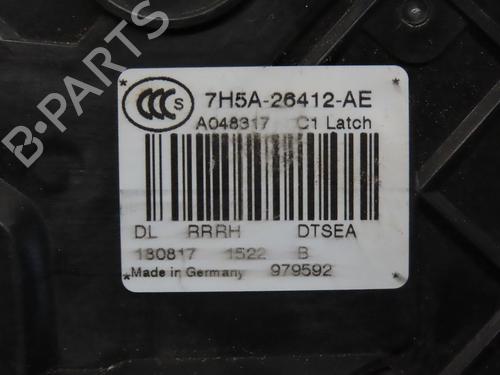 B-PARTS
CCC S
7H5A-26412-AE
A048317 C1 Latch
DL RRRH DTSEA
130817 1522 B
Made in Germany 979592